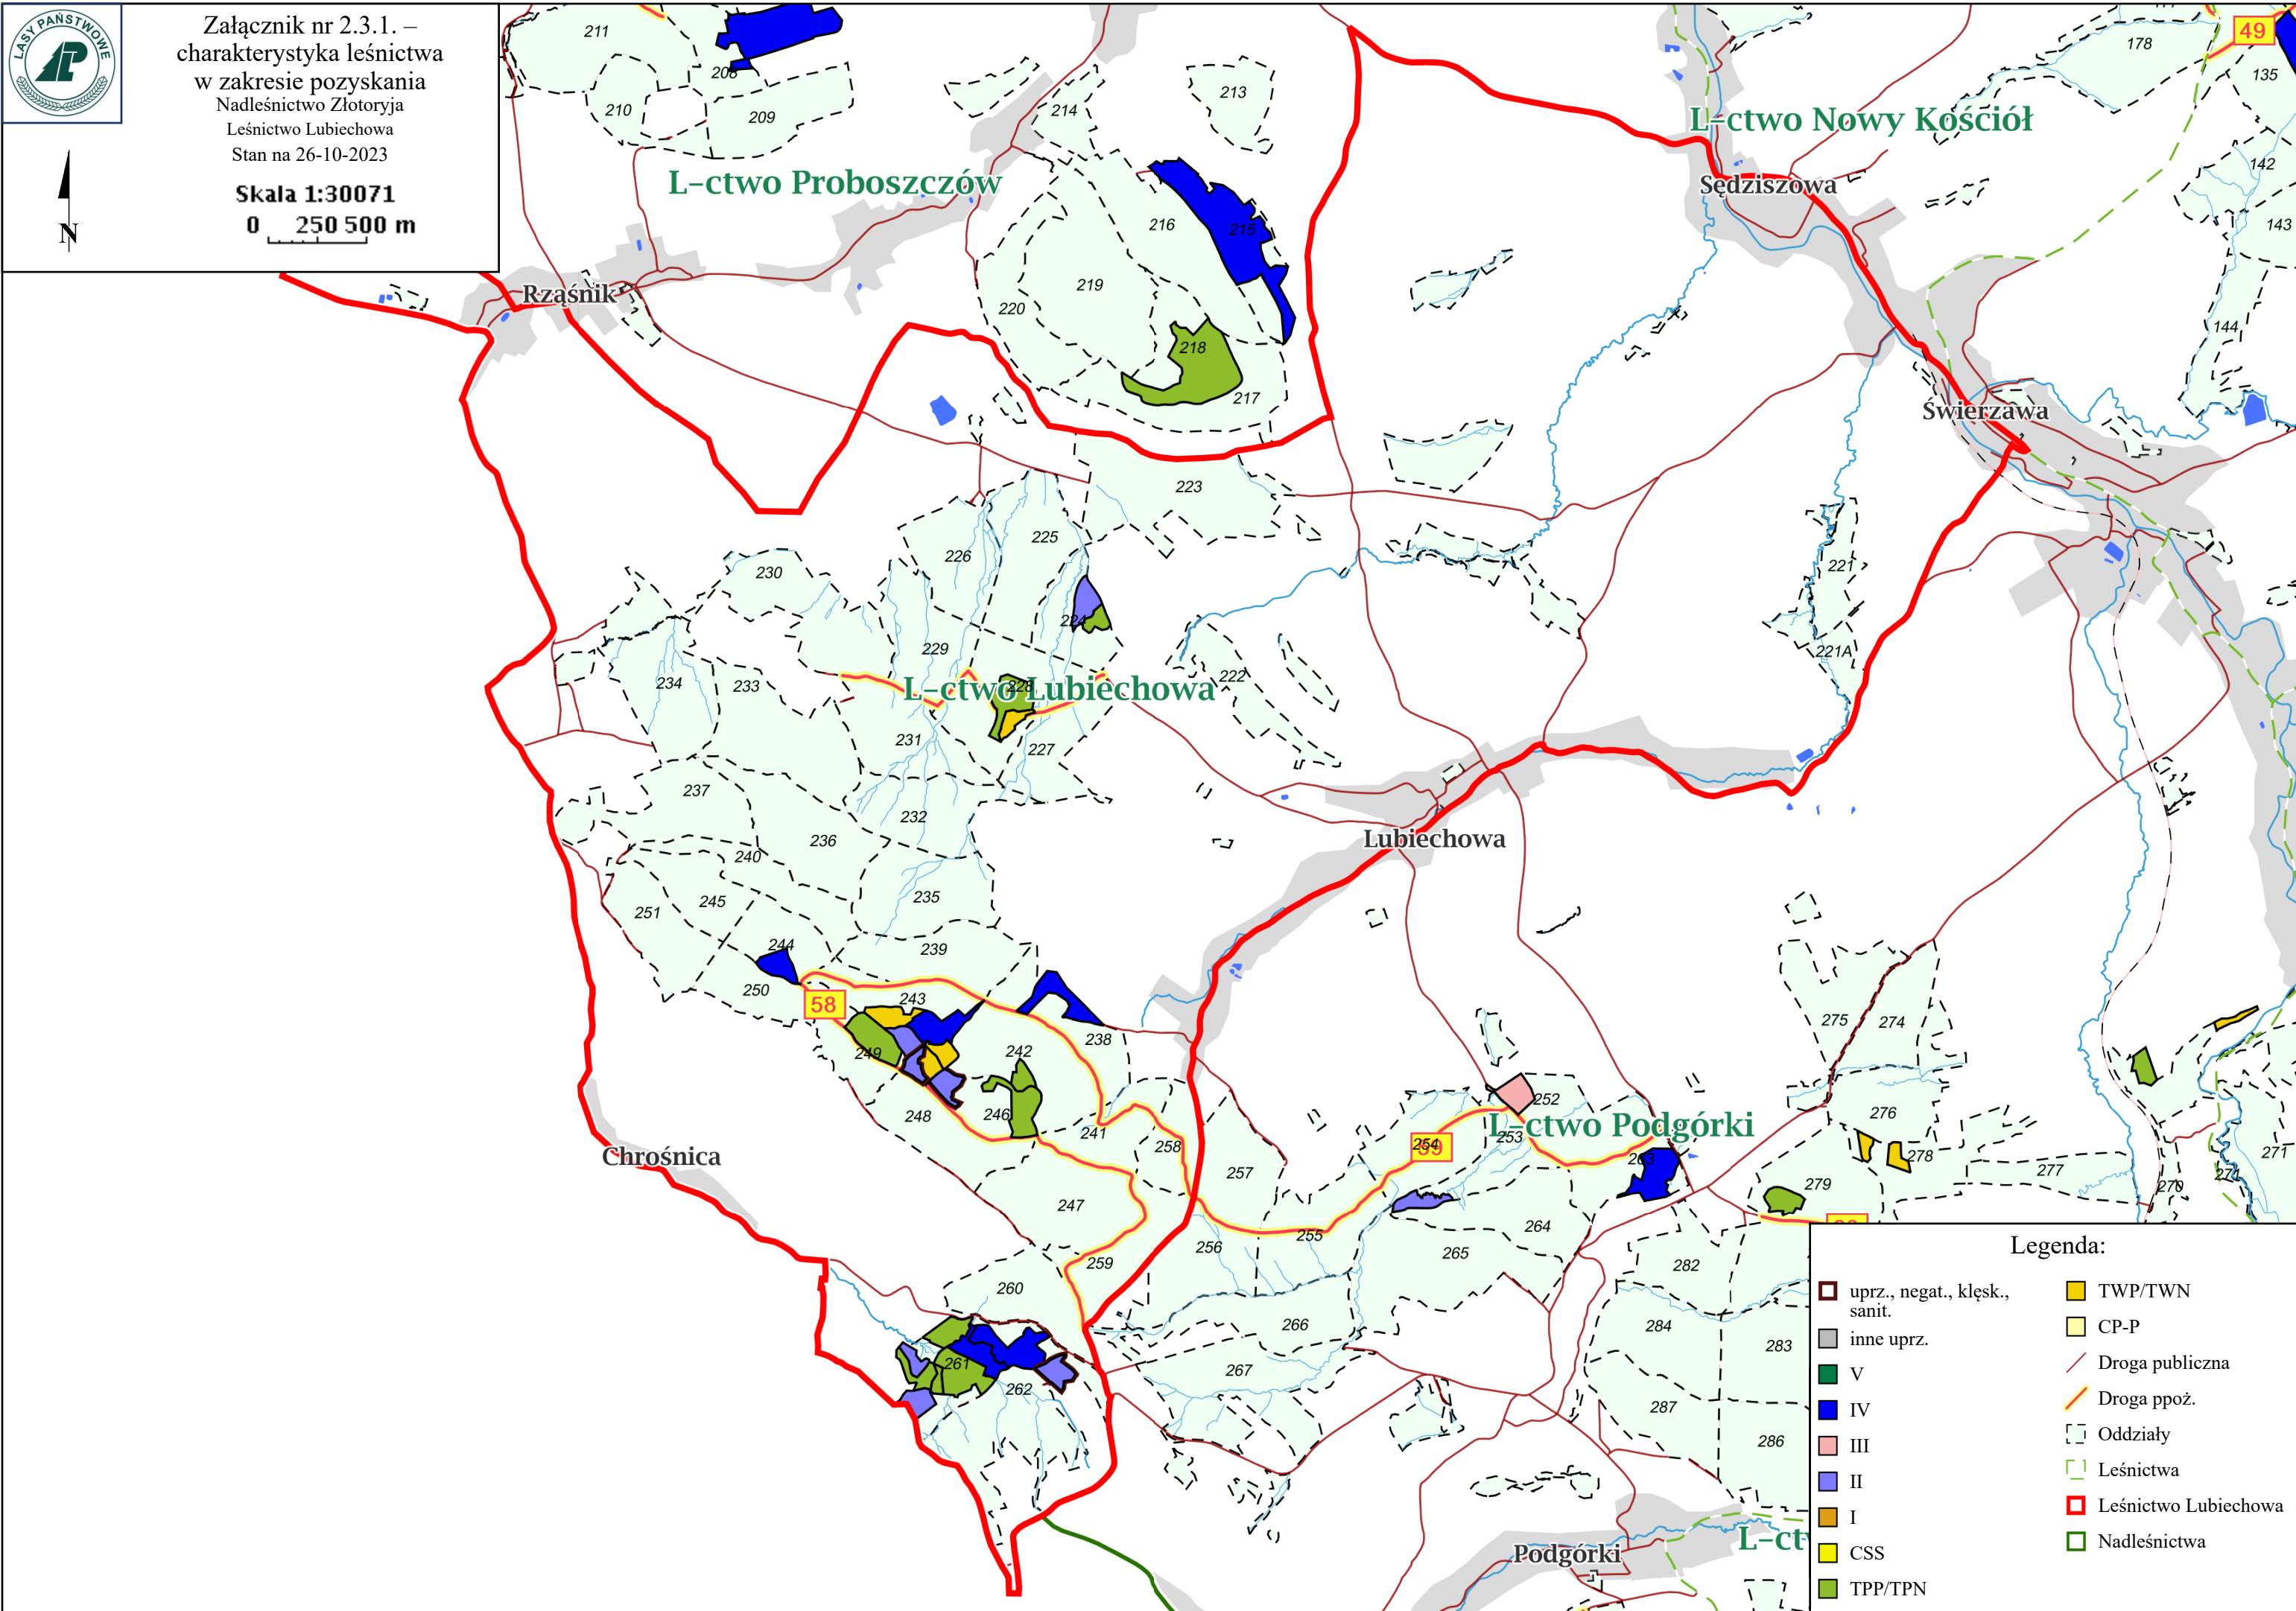 LASY PAŃSTWOWE
Załącznik nr 2.3.1. –
charakterystyka leśnictwa
w zakresie pozyskania
Nadleśnictwo Złotoryja
Leśnictwo Lubiechowa
Stan na 26-10-2023
Skala 1:30071
0 250 500 m
N
211
208
210
209
213
214
178
49
135
L-ctwo Nowy Kościół
L-ctwo Proboszczów
Sędziszowa
142
143
216
215
219
220
Rząśnik
144
218
217
Świerzawa
223
225
226
230
221
224
229
221A
234
233
228
L-ctwo Lubiechowa
222
231
227
237
232
236
Lubiechowa
240
235
245
251
244
239
250
58
243
275
274
249
242
238
252
248
246
241
258
253
254
L-ctwo Podgórki
276
278
271
Chrośnica
257
263
277
279
270
271
247
264
256
255
265
259
282
260
284
266
283
261
262
267
287
286
Podgórki
Legenda:
uprz., negat., klęsk.,
sanit.
inne uprz.
V
IV
III
II
I
CSS
TPP/TPN
TWP/TWN
CP-P
Droga publiczna
Droga ppoż.
Oddziały
Leśnictwa
Leśnictwo Lubiechowa
Nadleśnictwa